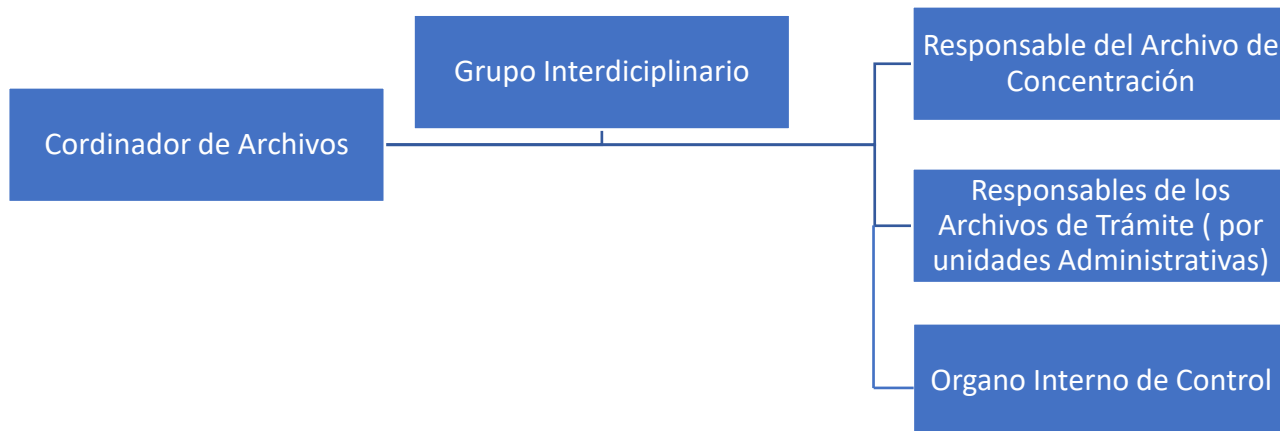 Cordinador de Archivos
Grupo Interdiciplinario
Responsable del Archivo de
Concentración
Responsables de los
Archivos de Trámite ( por
unidades Administrativas)
Organo Interno de Control